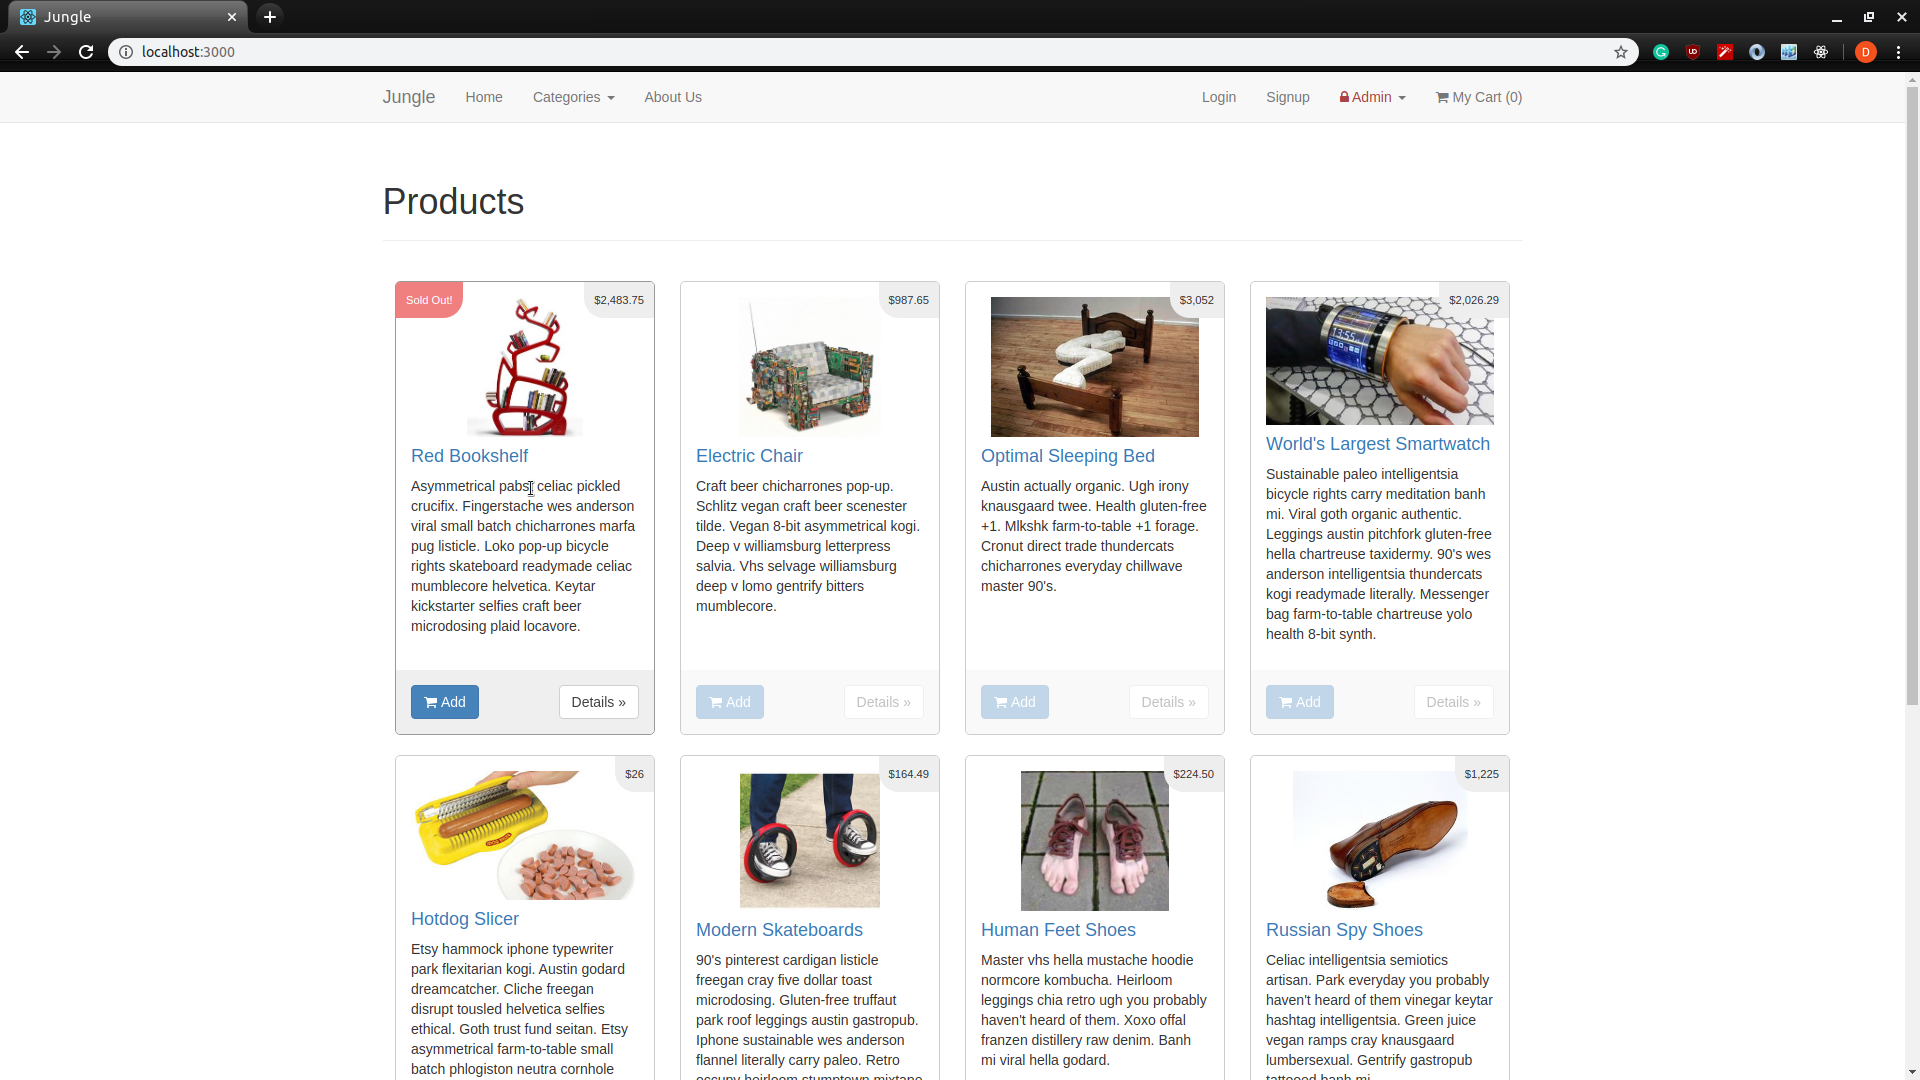 Jungle
localhost:3000
D
Jungle
Home
Categories
About Us
Login
Signup
Admin
My Cart (0)
Products
Sold Out!
$2,483.75
Red Bookshelf
Asymmetrical pabst celiac pickled
crucifix. Fingerstache wes anderson
viral small batch chicharrones marfa
pug listicle. Loko pop-up bicycle
rights skateboard readymade celiac
mumblecore helvetica. Keytar
kickstarter selfies craft beer
microdosing plaid locavore.
Add
Details »
$987.65
Electric Chair
Craft beer chicharrones pop-up.
Schlitz vegan craft beer scenester
tilde. Vegan 8-bit asymmetrical kogi.
Deep v williamsburg letterpress
salvia. Vhs selvage williamsburg
deep v lomo gentrify bitters
mumblecore.
Add
Details »
$3,052
Optimal Sleeping Bed
Austin actually organic. Ugh irony
knausgaard twee. Health gluten-free
+1. Mlkshk farm-to-table +1 forage.
Cronut direct trade thundercats
chicharrones everyday chillwave
master 90's.
Add
Details »
$2,026.29
13:55
World's Largest Smartwatch
Sustainable paleo intelligentsia
bicycle rights carry meditation banh
mi. Viral goth organic authentic.
Leggings austin pitchfork gluten-free
hella chartreuse taxidermy. 90's wes
anderson intelligentsia thundercats
kogi readymade literally. Messenger
bag farm-to-table chartreuse yolo
health 8-bit synth.
Add
Details »
$26
Hotdog Slicer
Etsy hammock iphone typewriter
park flexitarian kogi. Austin godard
dreamcatcher. Cliche freegan
disrupt tousled helvetica selfies
ethical. Goth trust fund seitan. Etsy
asymmetrical farm-to-table small
batch phlogiston neutra cornhole
$164.49
Modern Skateboards
90's pinterest cardigan listicle
freegan cray five dollar toast
microdosing. Gluten-free truffaut
park roof leggings austin gastropub.
Iphone sustainable wes anderson
flannel literally carry paleo. Retro
occupy heirloom stumptown mixtape
$224.50
Human Feet Shoes
Master vhs hella mustache hoodie
normcore kombucha. Heirloom
leggings chia retro ugh you probably
haven't heard of them. Xoxo offal
franzen distillery raw denim. Banh
mi viral hella godard.
$1,225
Russian Spy Shoes
Celiac intelligentsia semiotics
artisan. Park everyday you probably
haven't heard of them vinegar keytar
hashtag intelligentsia. Green juice
vegan ramps cray knausgaard
lumbersexual. Gentrify gastropub
tattooed banh mi.